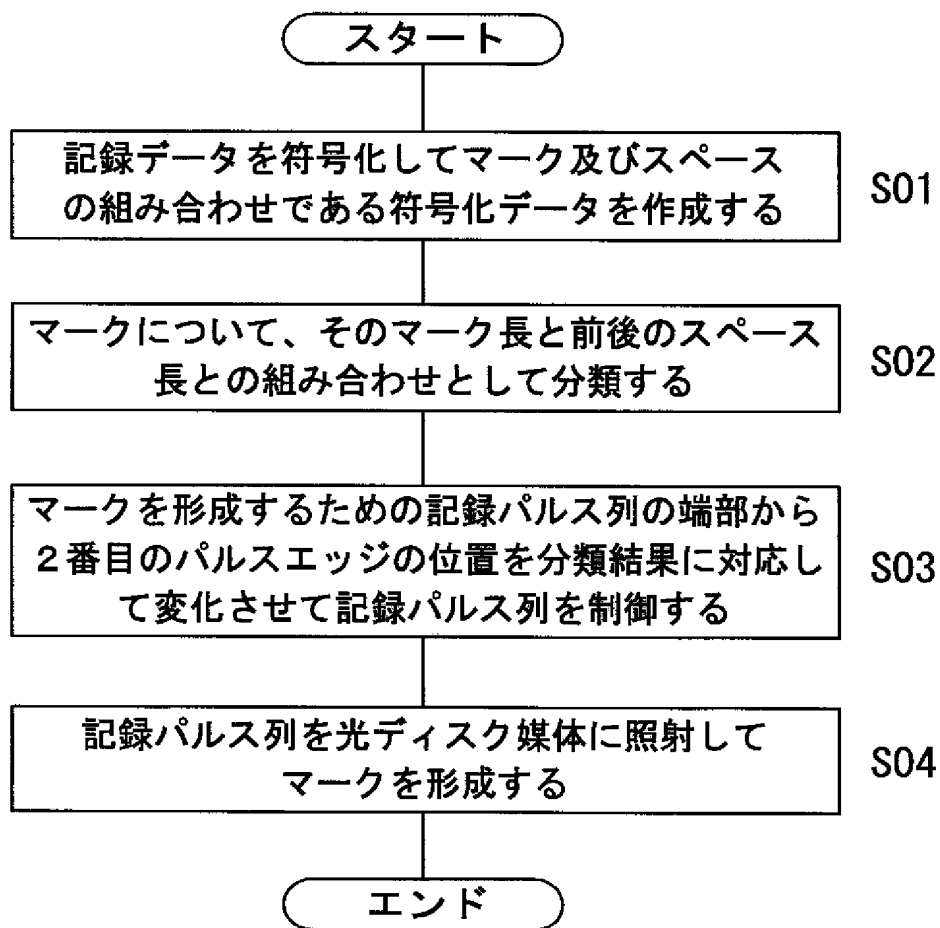 スタート
記録データを符号化してマーク及びスペース
の組み合わせである符号化データを作成する
S01
マークについて、そのマーク長と前後のスペース
長との組み合わせとして分類する
S02
マークを形成するための記録パルス列の端部から
２番目のパルスエッジの位置を分類結果に対応し
て変化させて記録パルス列を制御する
S03
記録パルス列を光ディスク媒体に照射して
マークを形成する
S04
エンド